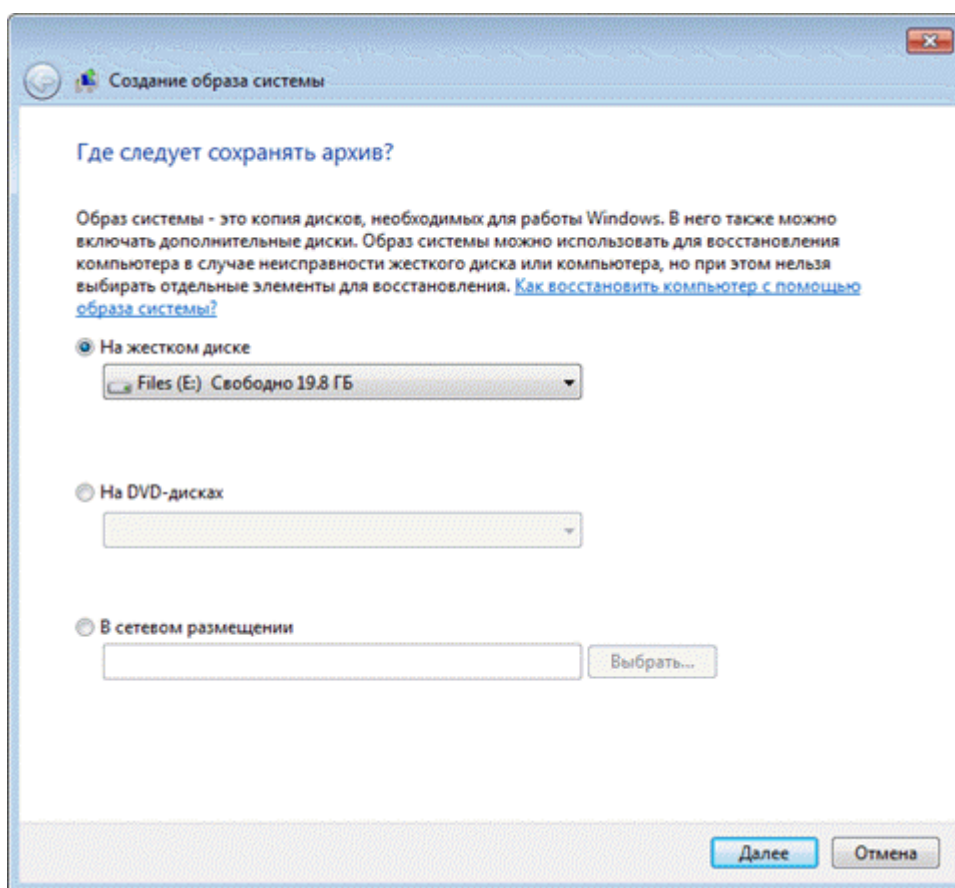 Создание образа системы
Где следует сохранять архив?
Образ системы - это копия дисков, необходимых для работы Windows. В него также можно
включать дополнительные диски. Образ системы можно использовать для восстановления
компьютера в случае неисправности жесткого диска или компьютера, но при этом нельзя
выбирать отдельные элементы для восстановления. Как восстановить компьютер с помощью
образа системы?
На жестком диске
Files (E:) Свободно 19.8 ГБ
На DVD-дисках
В сетевом размещении
Выбрать...
Далее
Отмена